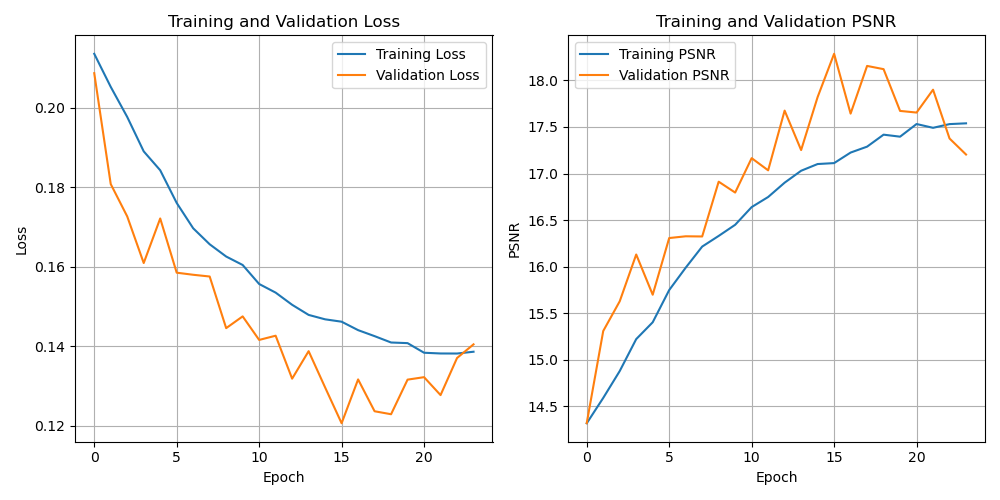 Training and Validation Loss
Training Loss
Validation Loss
0.20
0.18
0.16
0.14
0.12
Loss
0 5 10 15 20
Epoch
Training and Validation PSNR
Training PSNR
Validation PSNR
18.0
17.5
17.0
16.5
16.0
15.5
15.0
14.5
PSNR
0 5 10 15 20
Epoch